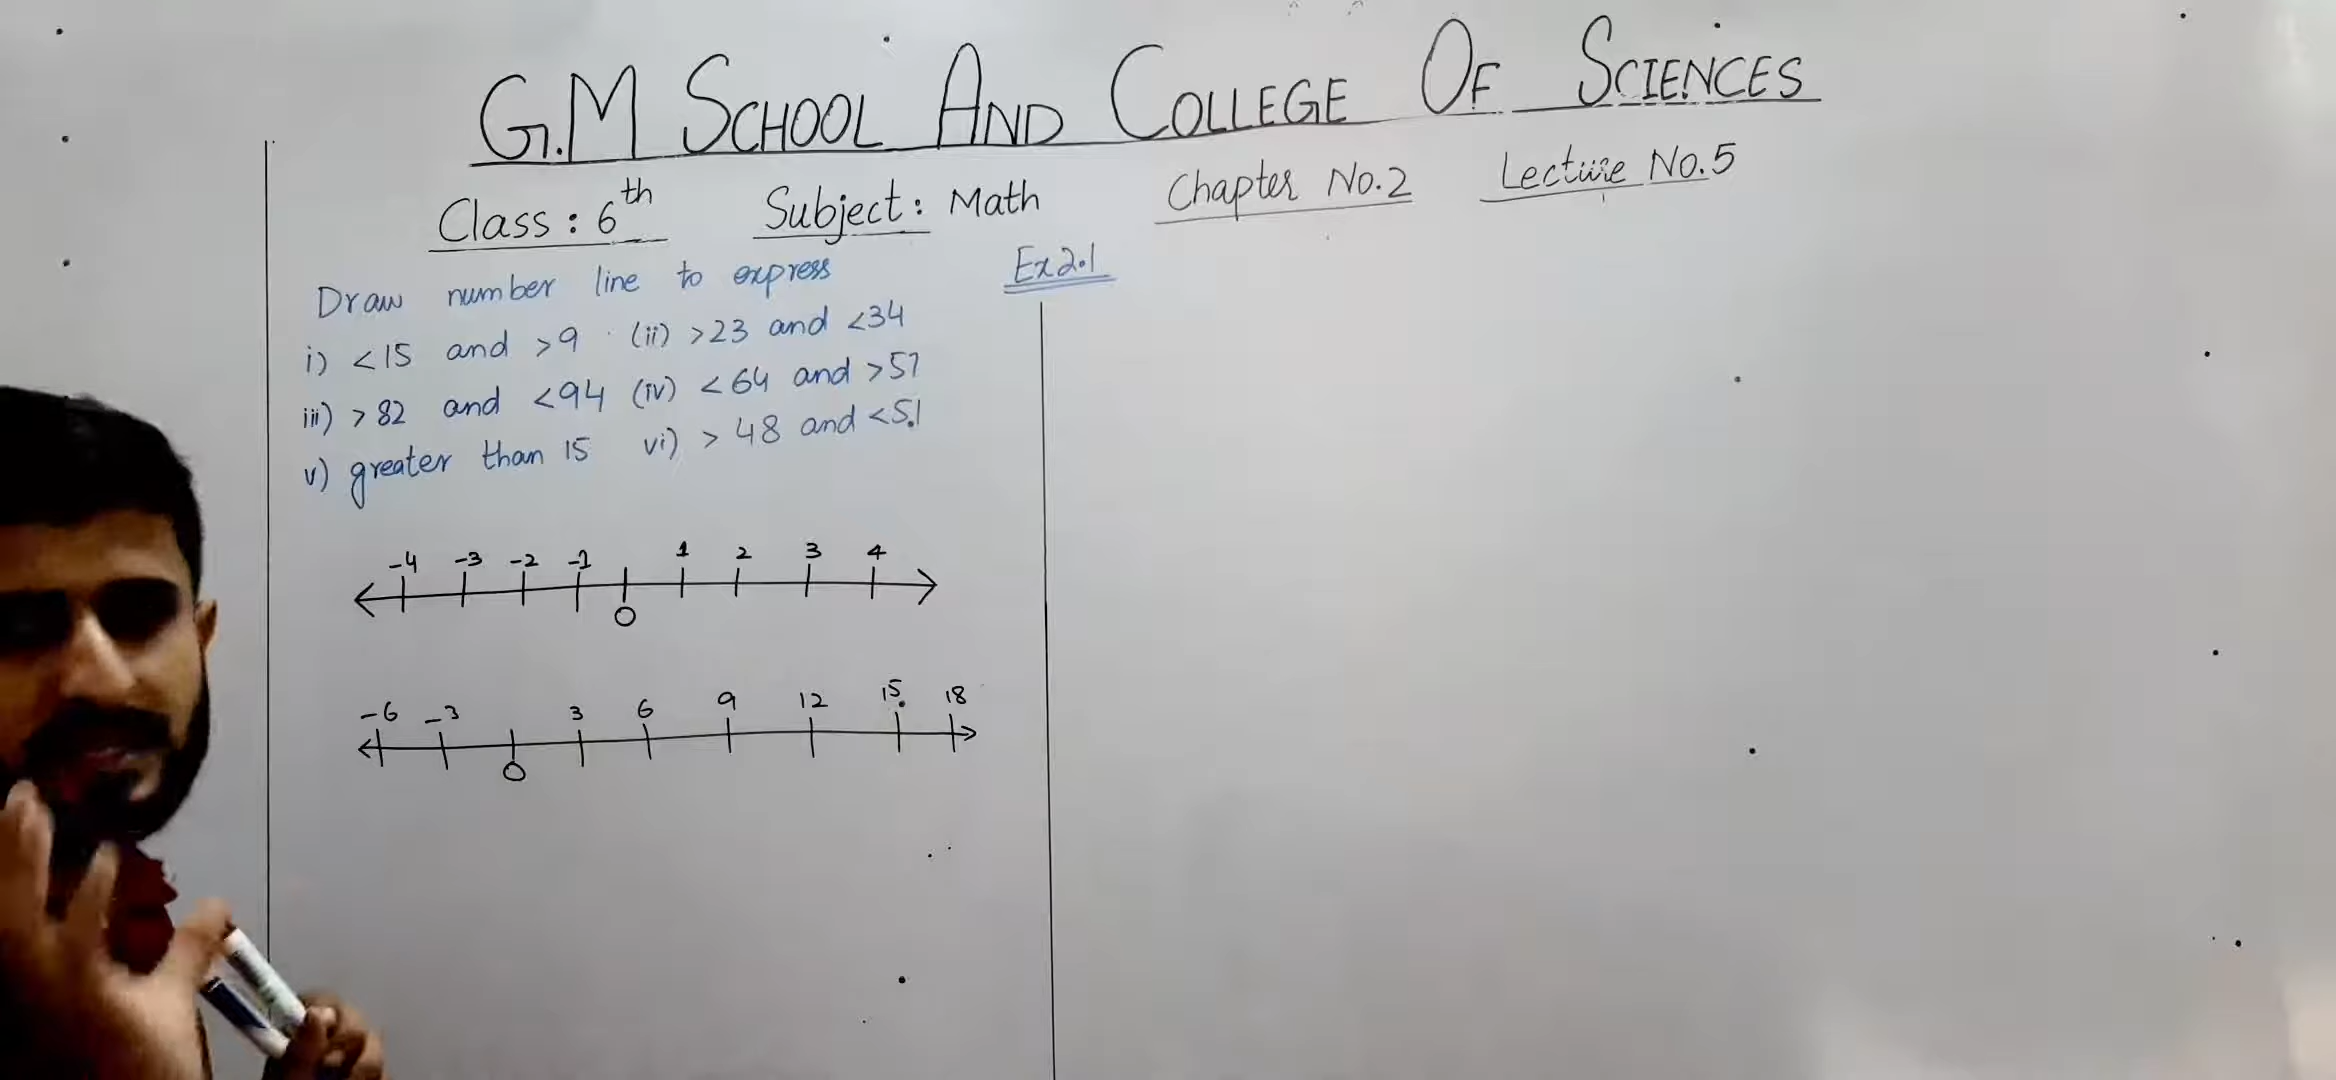 G.M SCHOOL AND COLLEGE OF SCIENCES
Class: 6th Subject: Math Chapter No.2 Lecture No.5
Ex 2.1
Draw number line to express
i) <15 and >9 (ii) >23 and <34
iii) >82 and <94 (iv) <64 and >57
v) greater than 15 vi) >48 and <51
-4 -3 -2 -1 1 2 3 4
0
-6 -3 3 6 9 12 15 18
0